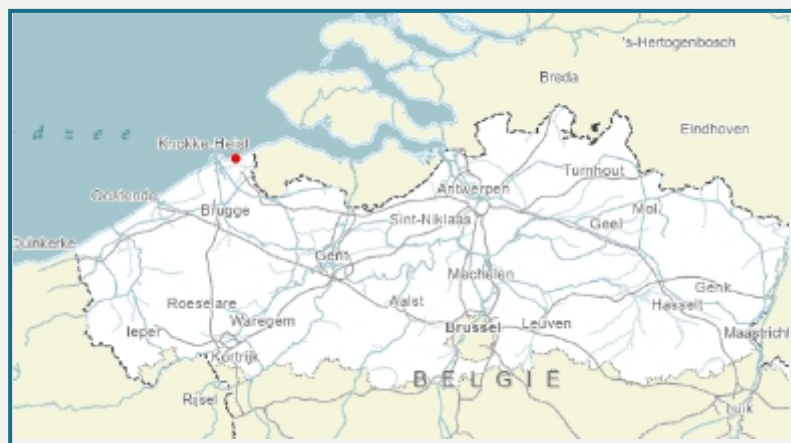 's-Hertogenbosch
Breda
d z e e
Eindhoven
Knokke-Heist
Turnhout
Antwerpen
Oostende
Mol
Brugge
Sint-Niklaas
Geel
Duinkerke
Gent
Mechelen
Genk
Roeselare
Aalst
Hasselt
Waregem
Brussel
Leuven
Ieper
Maastricht
Kortrijk
BELGIË
Rijsel
Luik